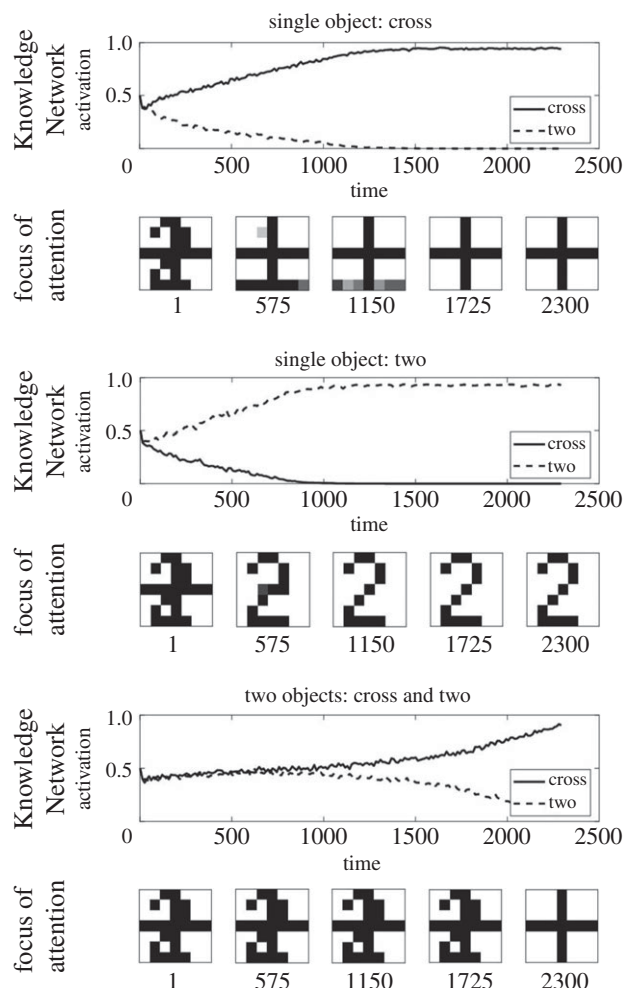 single object: cross
Knowledge
Network
activation
1.0
0.5
cross
two
0 500 1000 1500 2000 2500
time
focus of
attention
1 575 1150 1725 2300
single object: two
Knowledge
Network
activation
1.0
0.5
cross
two
0 500 1000 1500 2000 2500
time
focus of
attention
1 575 1150 1725 2300
two objects: cross and two
Knowledge
Network
activation
1.0
0.5
cross
two
0 500 1000 1500 2000 2500
time
focus of
attention
1 575 1150 1725 2300